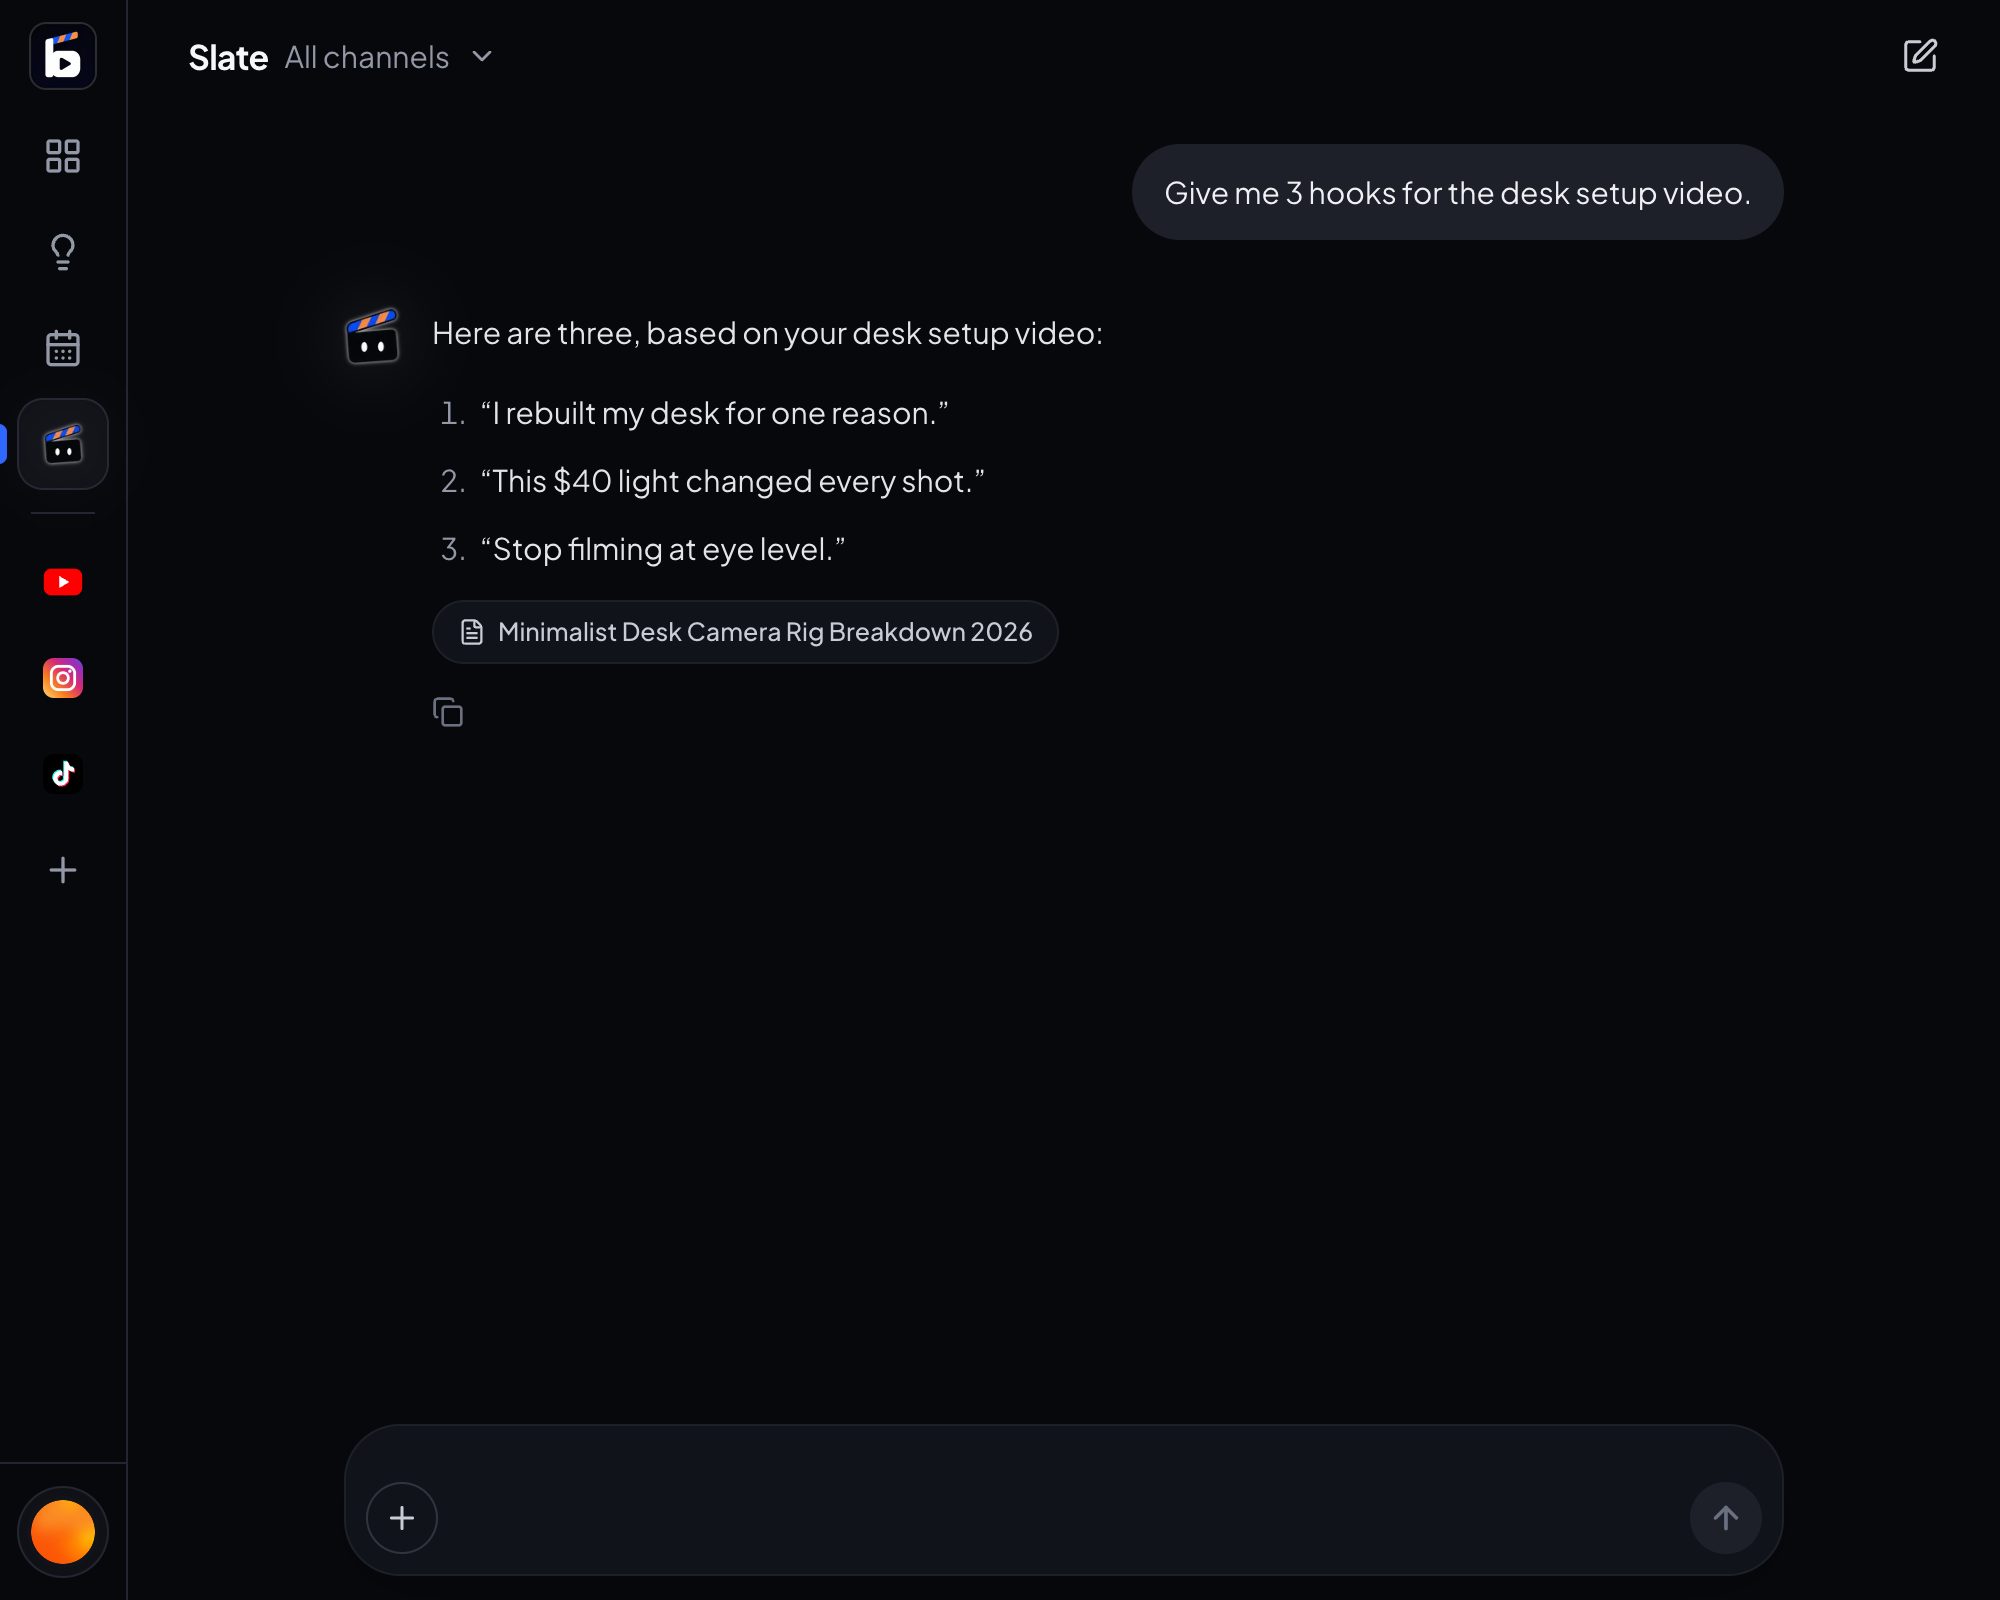 Slate All channels
Give me 3 hooks for the desk setup video.
Here are three, based on your desk setup video:
1. “I rebuilt my desk for one reason.”
2. “This $40 light changed every shot.”
3. “Stop filming at eye level.”
Minimalist Desk Camera Rig Breakdown 2026